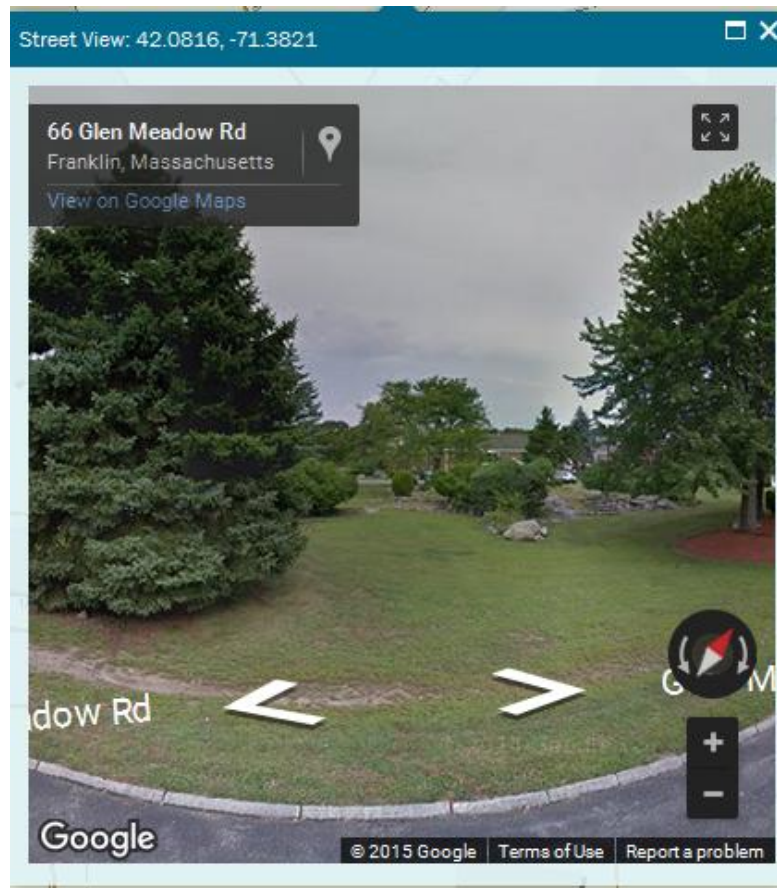 Street View: 42.0816, -71.3821
66 Glen Meadow Rd
Franklin, Massachusetts
View on Google Maps
dow Rd
G M
+
−
Google
© 2015 Google Terms of Use Report a problem